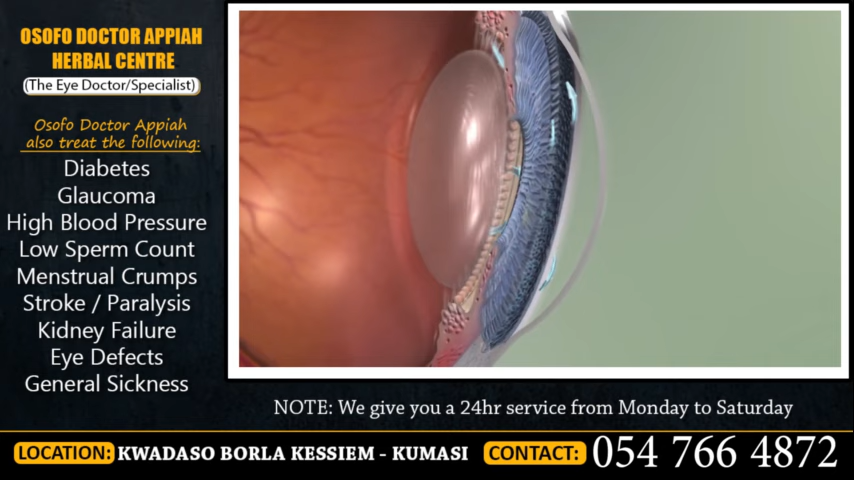 OSOFO DOCTOR APPIAH
HERBAL CENTRE
(The Eye Doctor/Specialist)
Osofo Doctor Appiah
also treat the following:
Diabetes
Glaucoma
High Blood Pressure
Low Sperm Count
Menstrual Crumps
Stroke / Paralysis
Kidney Failure
Eye Defects
General Sickness
NOTE: We give you a 24hr service from Monday to Saturday
LOCATION: KWADASO BORLA KESSIEM - KUMASI
CONTACT: 054 766 4872